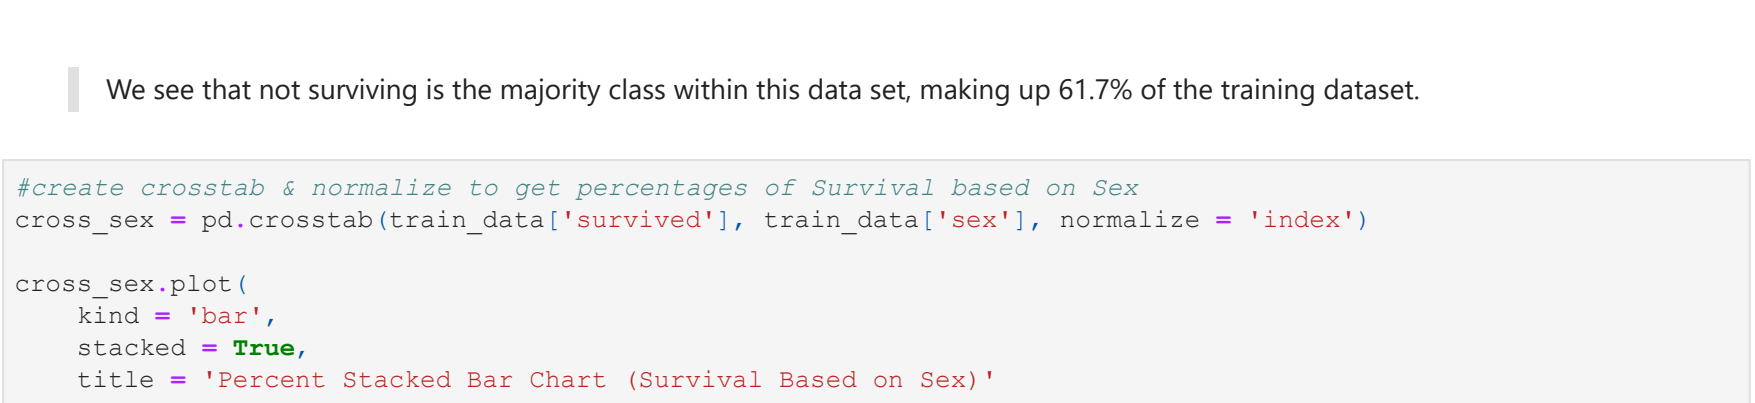 We see that not surviving is the majority class within this data set, making up 61.7% of the training dataset.
#create crosstab & normalize to get percentages of Survival based on Sex
cross_sex = pd.crosstab(train_data['survived'], train_data['sex'], normalize = 'index')
cross_sex.plot(
    kind = 'bar',
    stacked = True,
    title = 'Percent Stacked Bar Chart (Survival Based on Sex)'